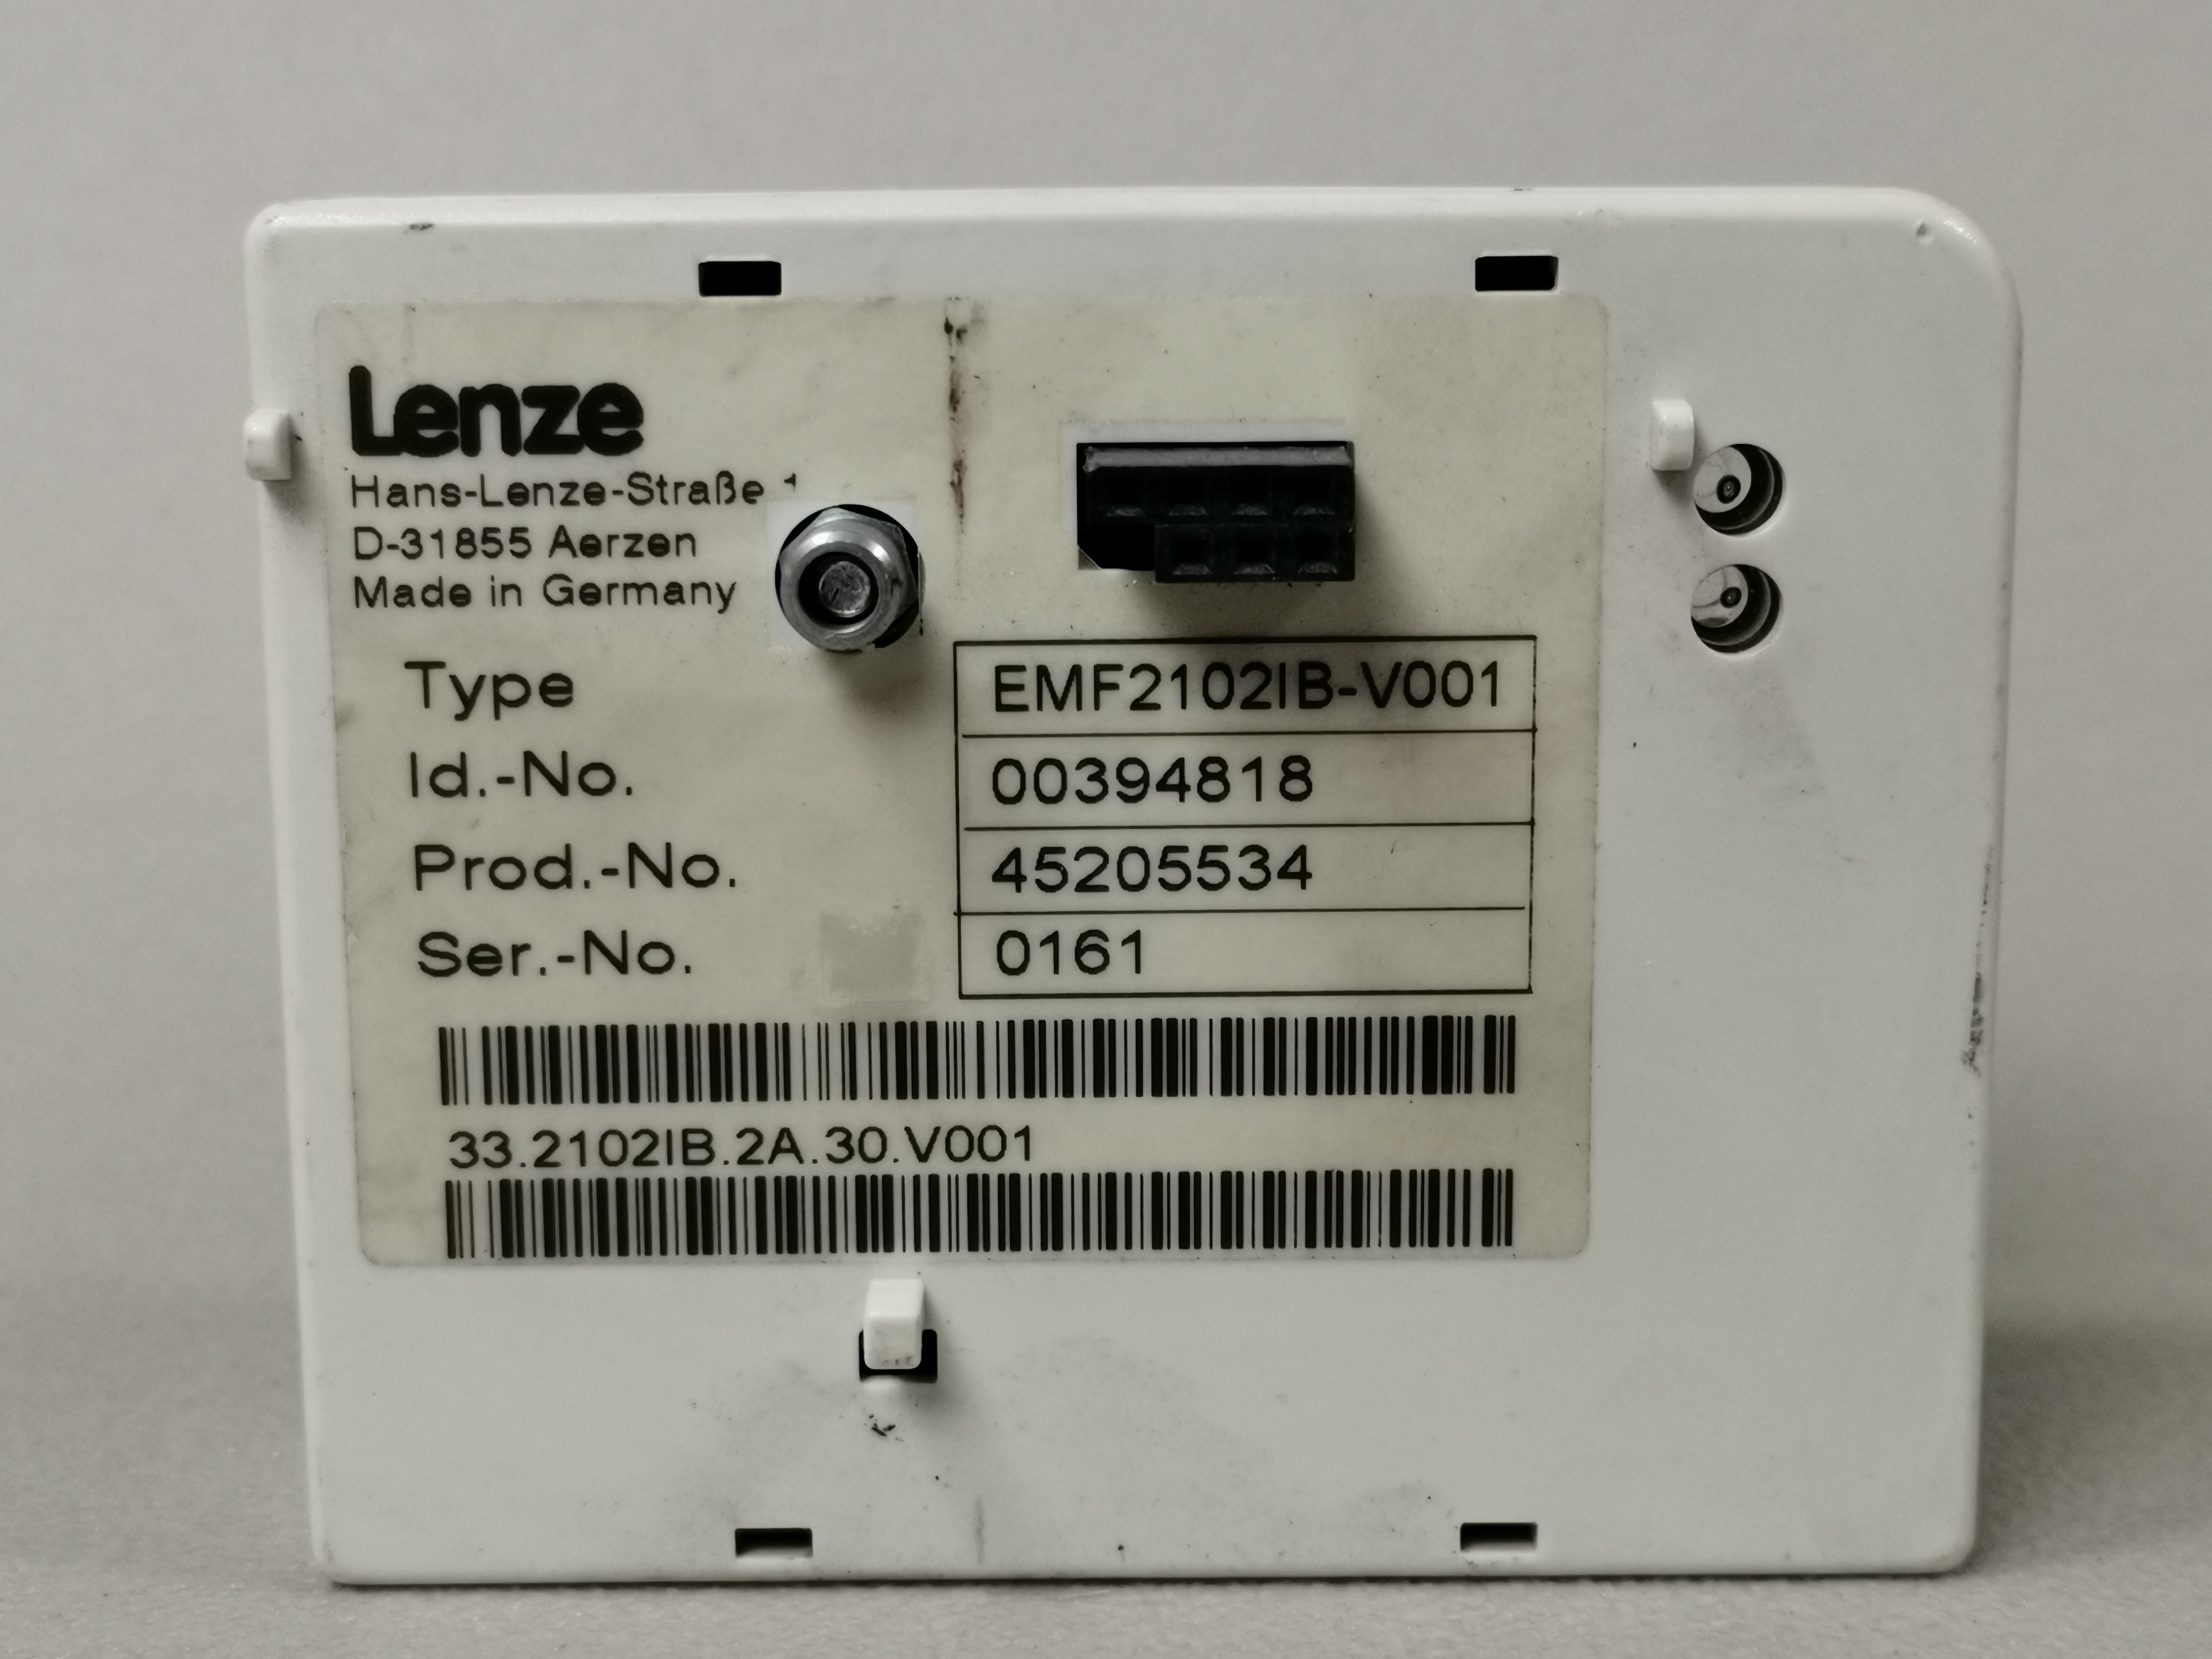 Lenze
Hans-Lenze-Straße 1
D-31855 Aerzen
Made in Germany
Type EMF2102IB-V001
Id.-No. 00394818
Prod.-No. 45205534
Ser.-No. 0161
33.2102IB.2A.30.V001